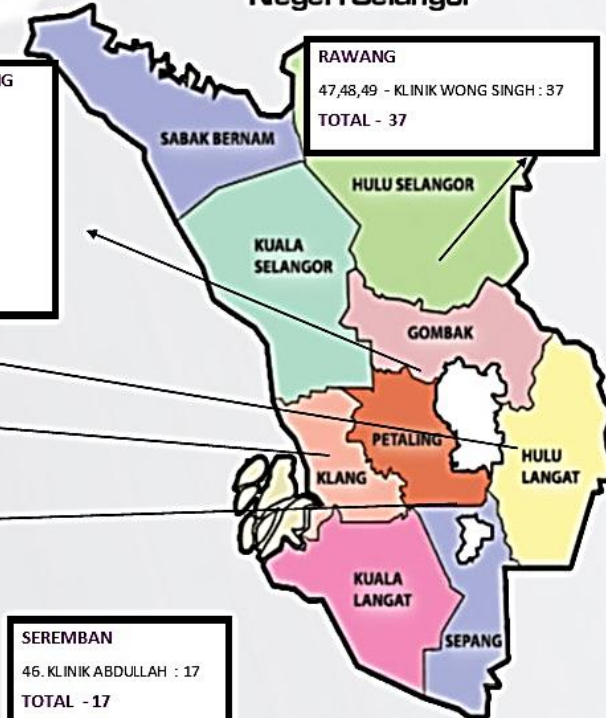 Negeri Selangor
NG
RAWANG
47,48,49 - KLINIK WONG SINGH : 37
TOTAL - 37
SABAK BERNAM
HULU SELANGOR
KUALA
SELANGOR
GOMBAK
PETALING
HULU
LANGAT
KLANG
KUALA
LANGAT
SEPANG
SEREMBAN
46. KLINIK ABDULLAH : 17
TOTAL - 17